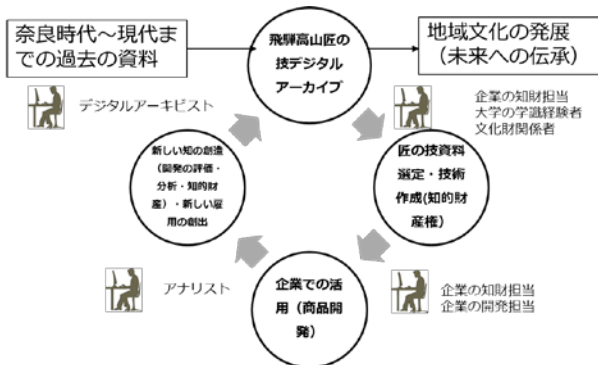 奈良時代～現代ま
での過去の資料
飛騨高山匠の
技デジタル
アーカイブ
地域文化の発展
（未来への伝承）
デジタルアーキビスト
企業の知財担当
大学の学識経験者
文化財関係者
新しい知の創造
（開発の評価・
分析・知的財
産）・新しい雇
用の創出
匠の技資料
選定・技術
作成(知的財
産権）
アナリスト
企業での活
用（商品開
発）
企業の知財担当
企業の開発担当